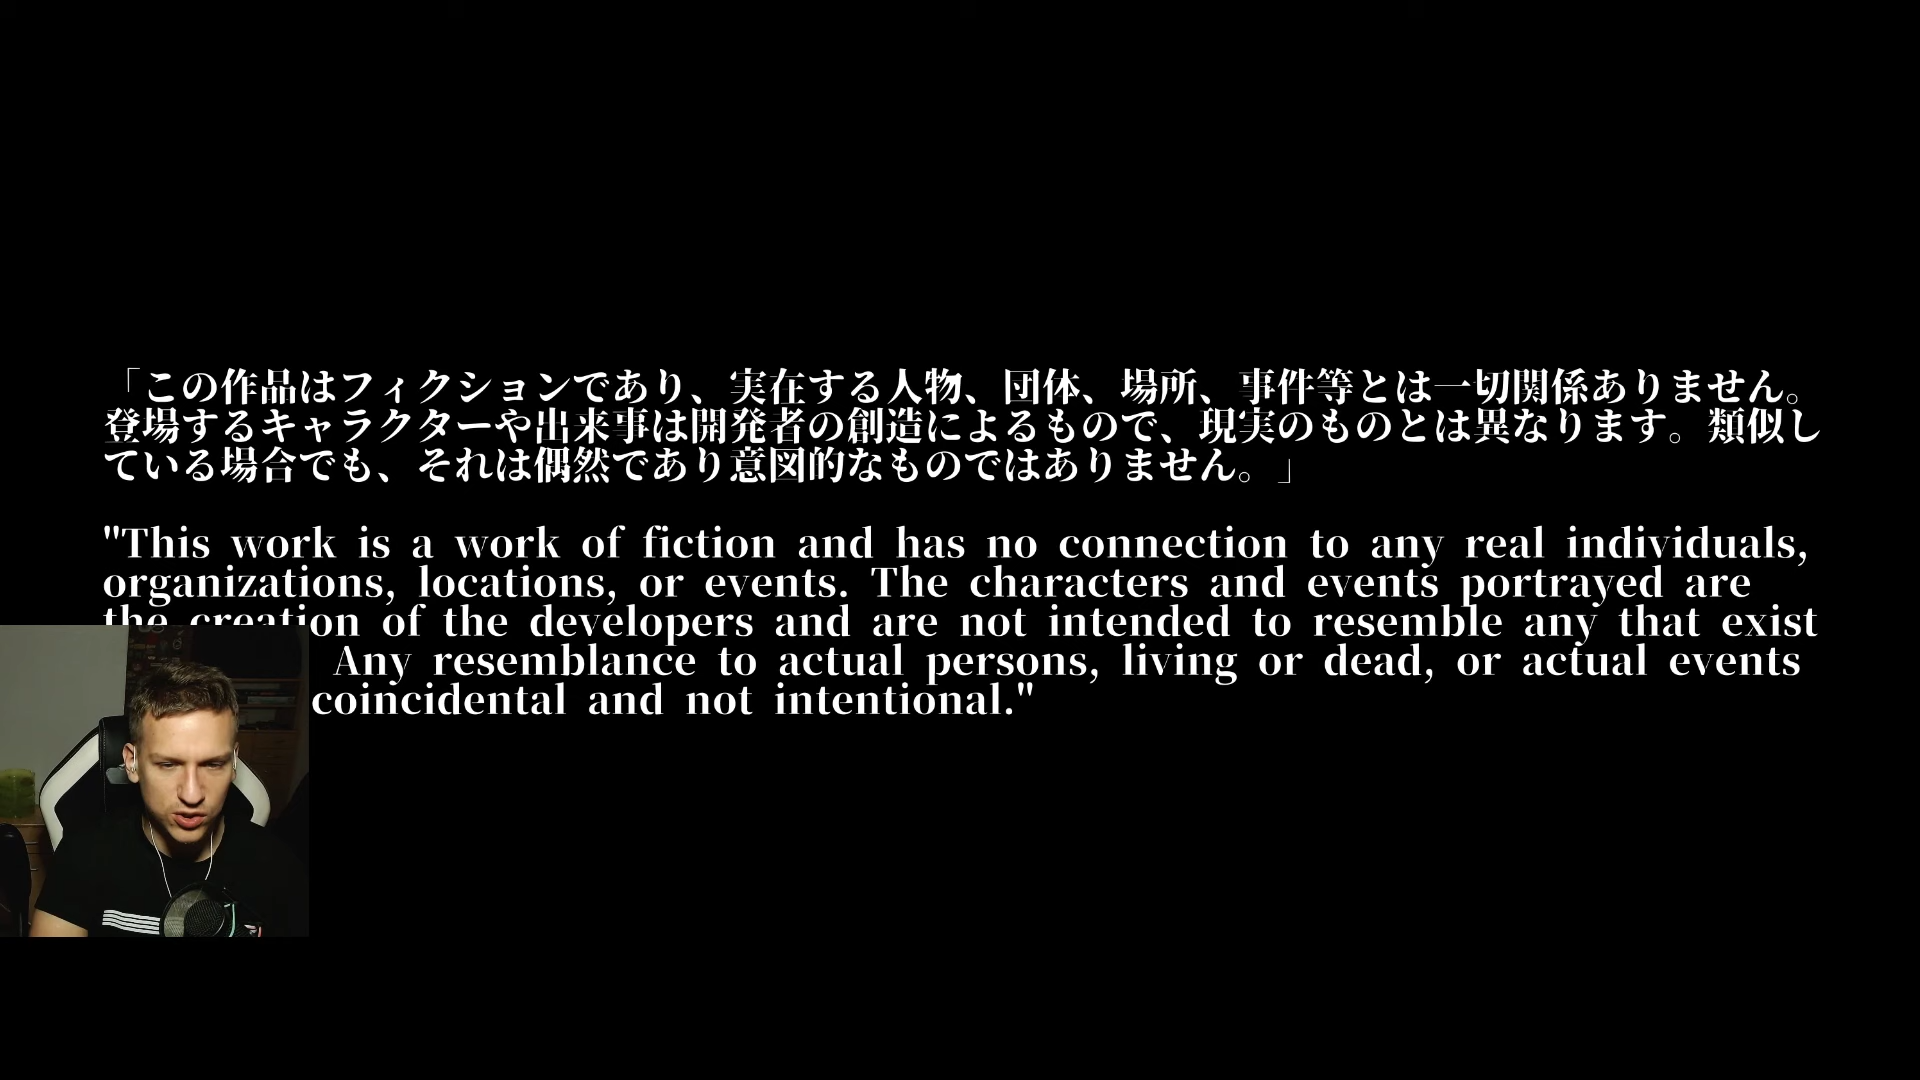 「この作品はフィクションであり、実在する人物、団体、場所、事件等とは一切関係ありません。
登場するキャラクターや出来事は開発者の創造によるもので、現実のものとは異なります。類似し
ている場合でも、それは偶然であり意図的なものではありません。」
"This work is a work of fiction and has no connection to any real individuals,
organizations, locations, or events. The characters and events portrayed are
the creation of the developers and are not intended to resemble any that exist
Any resemblance to actual persons, living or dead, or actual events
coincidental and not intentional."